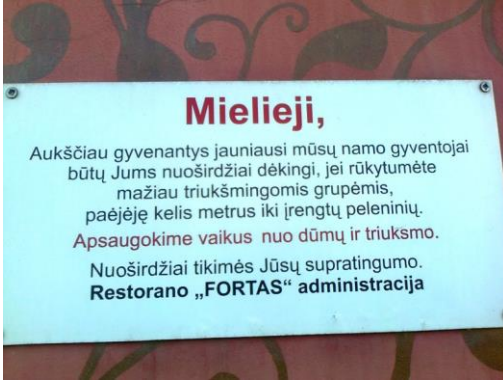 Mielieji,
Aukščiau gyvenantys jauniausi mūsų namo gyventojai
būtų Jums nuoširdžiai dėkingi, jei rūkytumėte
mažiau triukšmingomis grupėmis,
paėjėję kelis metrus iki įrengtų peleninių.
Apsaugokime vaikus nuo dūmų ir triuksmo.
Nuoširdžiai tikimės Jūsų supratingumo.
Restorano „FORTAS“ administracija